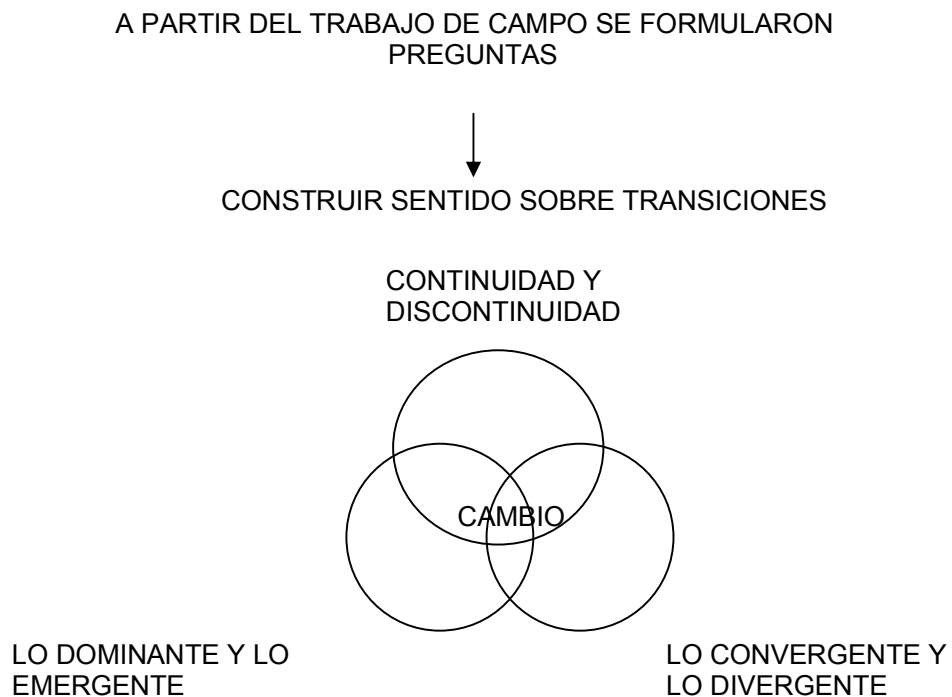 A PARTIR DEL TRABAJO DE CAMPO SE FORMULARON
PREGUNTAS
CONSTRUIR SENTIDO SOBRE TRANSICIONES
CONTINUIDAD Y
DISCONTINUIDAD
CAMBIO
LO DOMINANTE Y LO
EMERGENTE
LO CONVERGENTE Y
LO DIVERGENTE